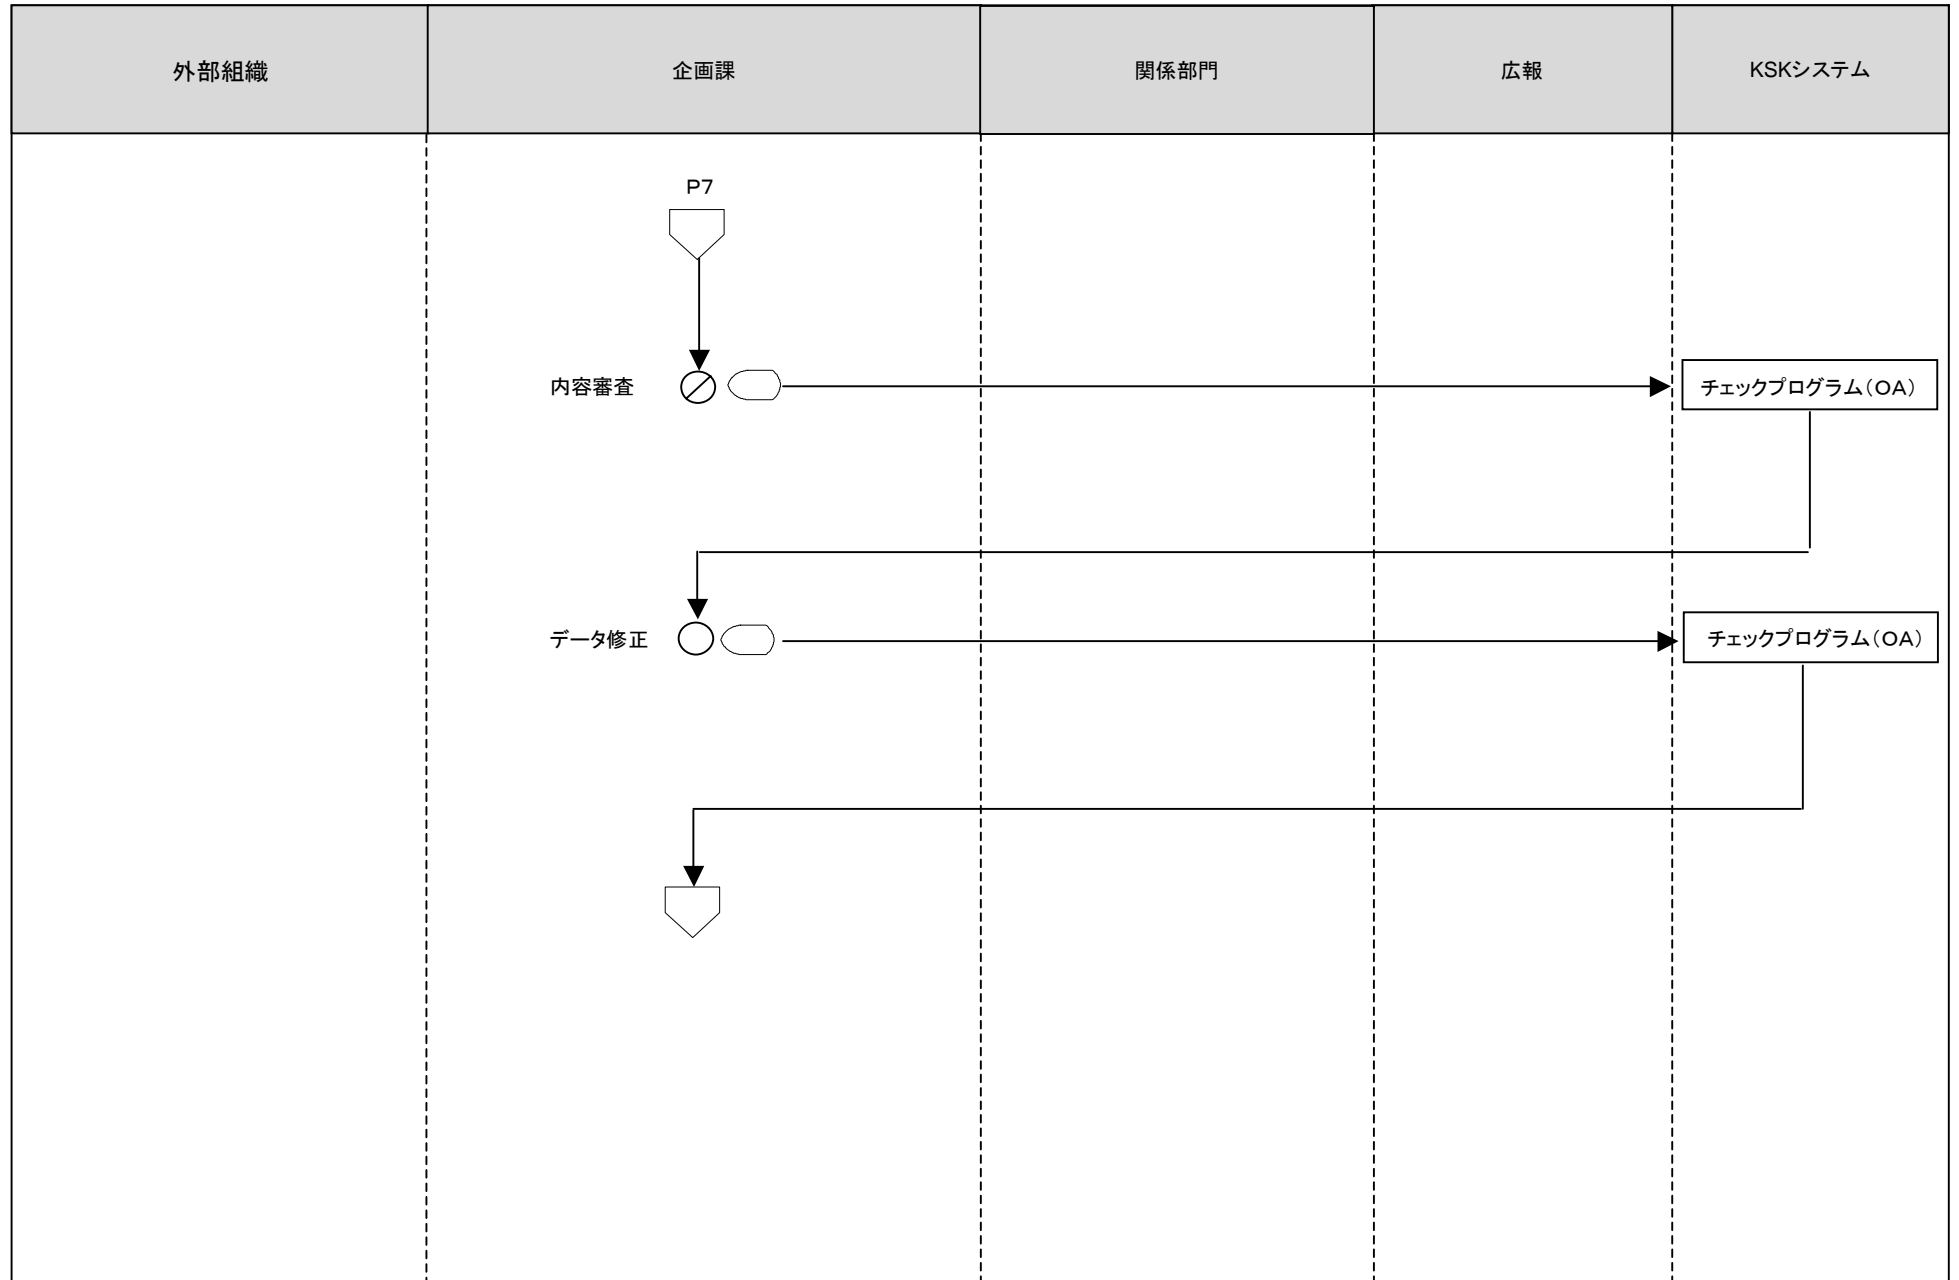 外部組織
企画課
関係部門
広報
KSKシステム
P7
内容審査
チェックプログラム（OA）
データ修正
チェックプログラム（OA）